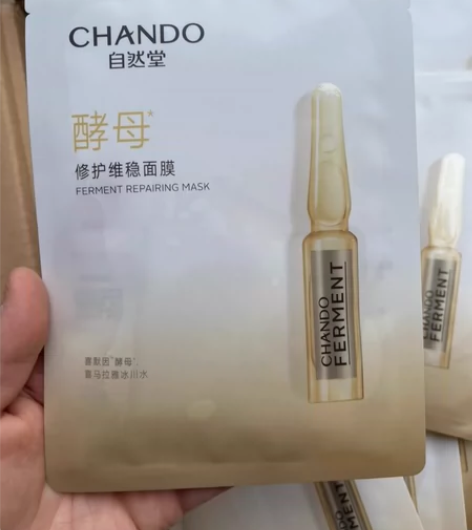 CHANDO
自然堂
酵母*
修护维稳面膜
FERMENT REPAIRING MASK
喜默因"酵母"、
喜马拉雅冰川水
CHANDO
FERMENT
CHANDO
FERMENT
FERMENT